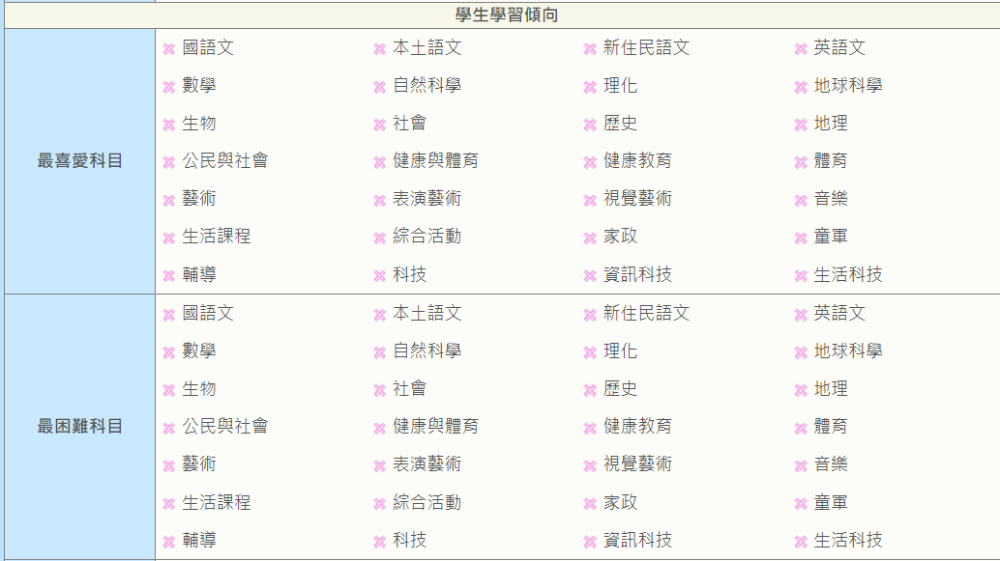 學生學習傾向
最喜愛科目
國語文 本土語文 新住民語文 英語文
數學 自然科學 理化 地球科學
生物 社會 歷史 地理
公民與社會 健康與體育 健康教育 體育
藝術 表演藝術 視覺藝術 音樂
生活課程 綜合活動 家政 童軍
輔導 科技 資訊科技 生活科技
最困難科目
國語文 本土語文 新住民語文 英語文
數學 自然科學 理化 地球科學
生物 社會 歷史 地理
公民與社會 健康與體育 健康教育 體育
藝術 表演藝術 視覺藝術 音樂
生活課程 綜合活動 家政 童軍
輔導 科技 資訊科技 生活科技